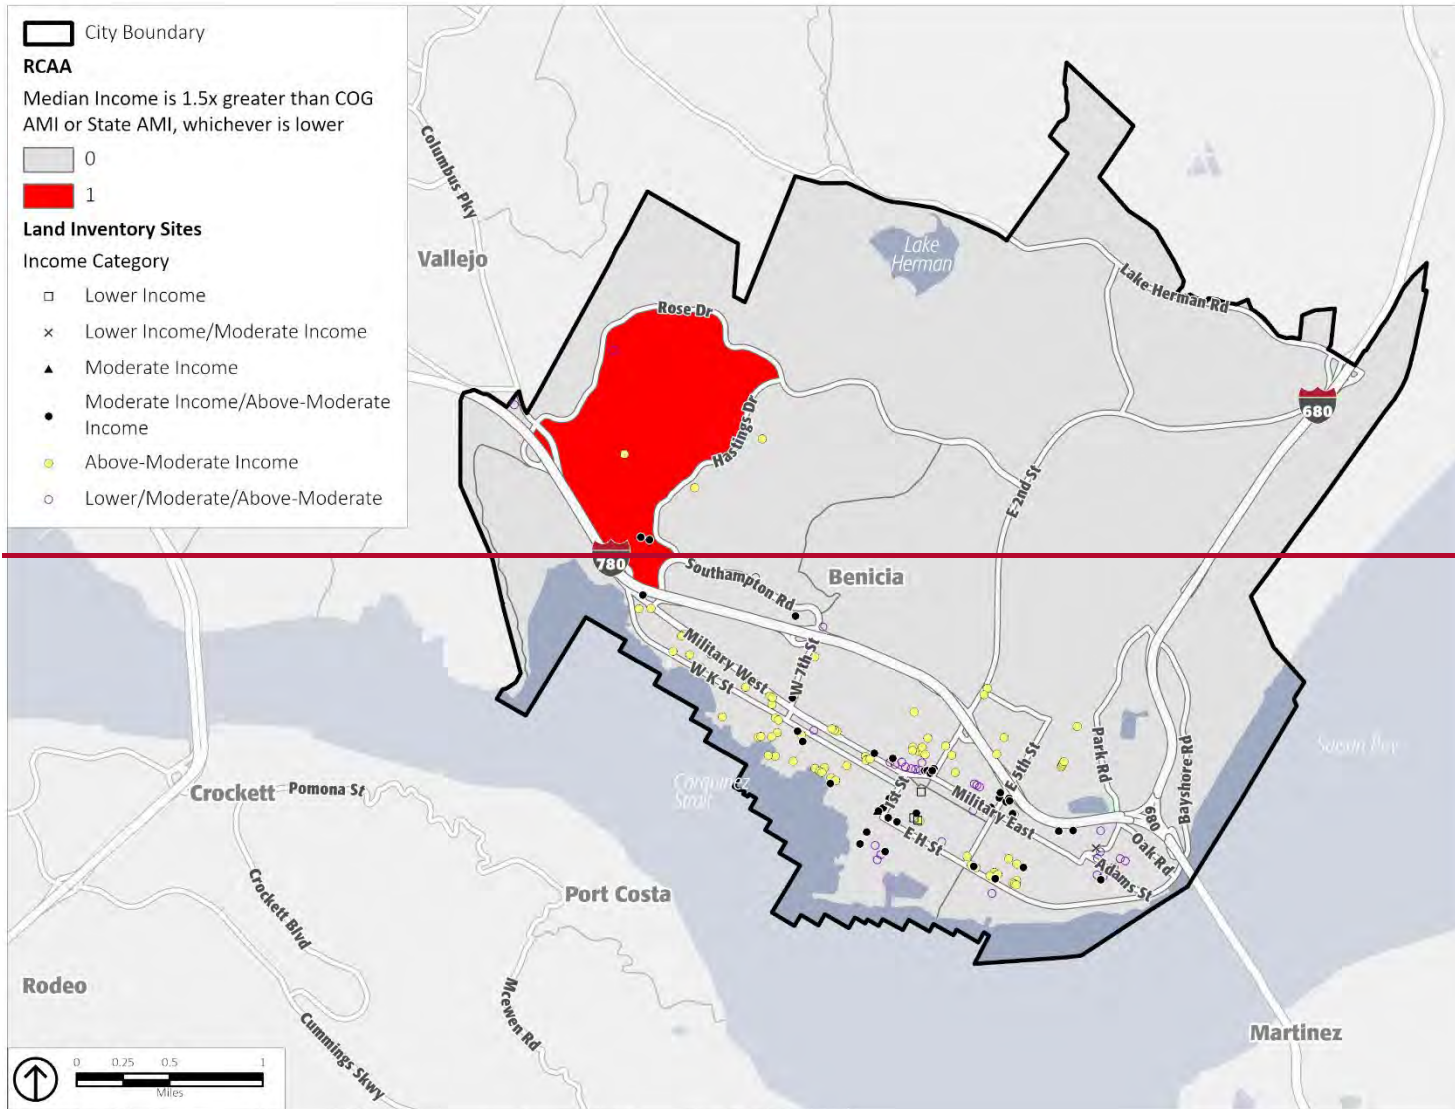 City Boundary
RCAA
Median Income is 1.5x greater than COG
AMI or State AMI, whichever is lower
0
1
Land Inventory Sites
Income Category
Lower Income
Lower Income/Moderate Income
Moderate Income
Moderate Income/Above-Moderate
Income
Above-Moderate Income
Lower/Moderate/Above-Moderate
Columbus Pky
Vallejo
Lake
Herman
Lake Herman Rd
Rose Dr
680
Hastings Dr
E 2nd St
780
Southampton Rd
Benicia
Military West
W K St
W 7th St
Park Rd
Bayshore Rd
E 5th St
Suisun Bay
Carquinez
Strait
1st St
Military East
680
E H St
Oak Rd
Adams St
Crockett
Pomona St
Crockett Blvd
Port Costa
Rodeo
Mcewen Rd
Cummings Skwy
Martinez
0 0.25 0.5 1
Miles